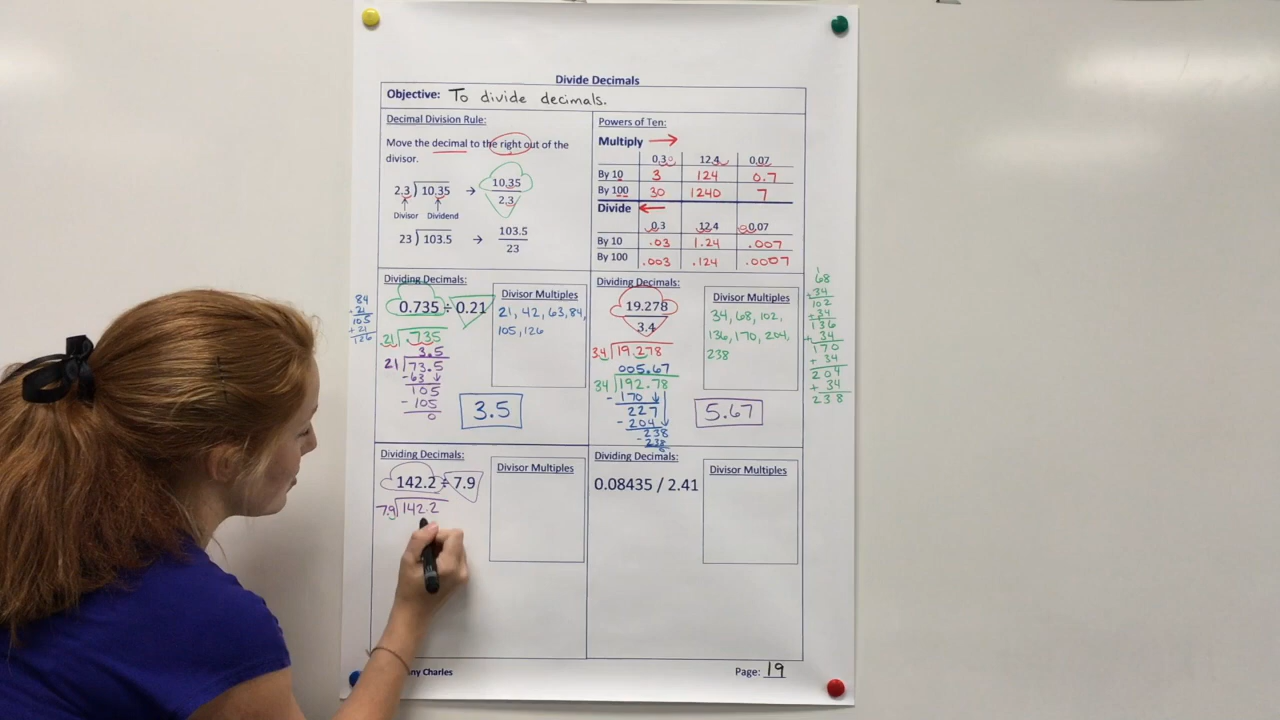 Divide Decimals
Objective: To divide decimals.
Decimal Division Rule:
Move the decimal to the right out of the
divisor.
2.3 10.35 → 10.35
2.3
Divisor Dividend
23 103.5 → 103.5
23
Powers of Ten:
Multiply →
0.3 12.4 0.07
By 10 3 124 0.7
By 100 30 1240 7
Divide ←
0.3 12.4 0.07
By 10 .03 1.24 .007
By 100 .003 .124 .0007
Dividing Decimals:
0.735 ÷ 0.21
84
+21
105
+21
126
.21 .735
3.5
21 73.5
-63
105
- 105
0
Divisor Multiples
21, 42, 63, 84,
105, 126
3.5
Dividing Decimals:
19.278
3.4
34 19.278
005.67
34 192.78
- 170
227
- 204
238
- 238
0
Divisor Multiples
34, 68, 102,
136, 170, 204,
238
5.67
1
68
+34
102
+34
136
+ 34
170
+ 34
204
+ 34
238
Dividing Decimals:
142.2 ÷ 7.9
7.9 142.2
Divisor Multiples
Dividing Decimals:
0.08435 / 2.41
Divisor Multiples
Charles
Page: 19